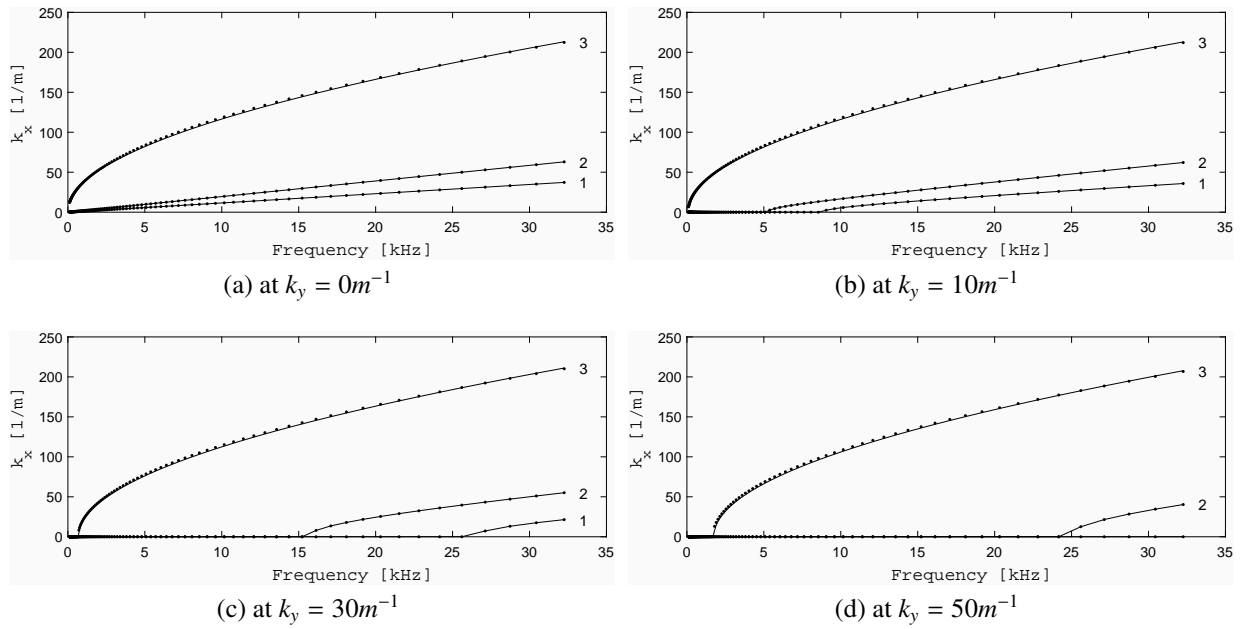 250
200
150
100
50
0
k_x [1/m]
3
2
1
0 5 10 15 20 25 30 35
Frequency [kHz]
(a) at k_y = 0m^{-1}
250
200
150
100
50
0
k_x [1/m]
3
2
1
0 5 10 15 20 25 30 35
Frequency [kHz]
(b) at k_y = 10m^{-1}
250
200
150
100
50
0
k_x [1/m]
3
2
1
0 5 10 15 20 25 30 35
Frequency [kHz]
(c) at k_y = 30m^{-1}
250
200
150
100
50
0
k_x [1/m]
3
2
0 5 10 15 20 25 30 35
Frequency [kHz]
(d) at k_y = 50m^{-1}